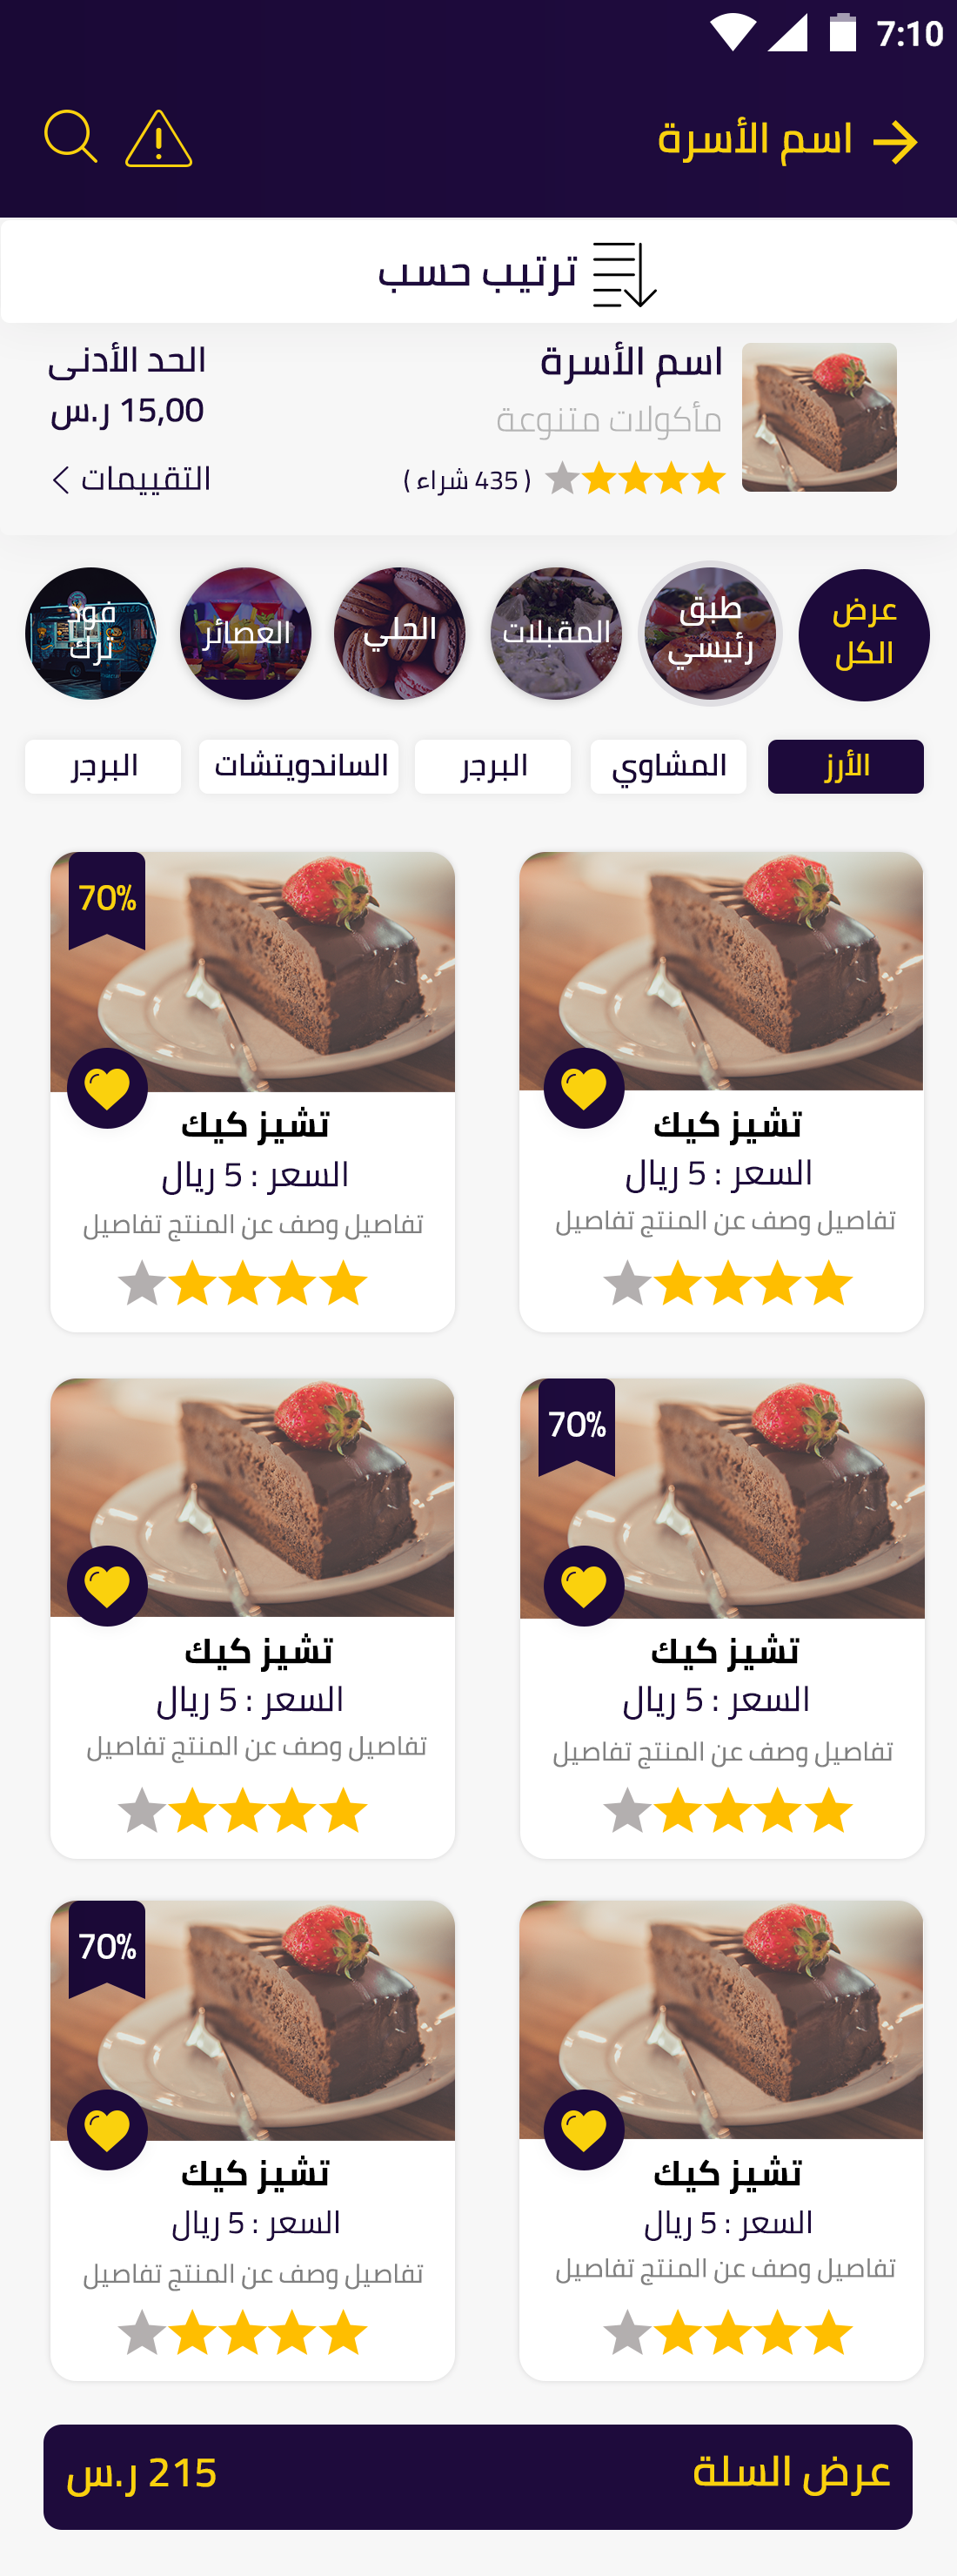 7:10
اسم الأسرة
ترتيب حسب
اسم الأسرة
مأكولات متنوعة
( 435 شراء )
الحد الأدنى
15,00 ر.س
التقييمات
عرض
الكل
طبق
رئيسي
المقبلات
الحلي
العصائر
فود
ترك
الأرز
المشاوي
البرجر
الساندويتشات
البرجر
تشيز كيك
السعر : 5 ريال
تفاصيل وصف عن المنتج تفاصيل
70%
تشيز كيك
السعر : 5 ريال
تفاصيل وصف عن المنتج تفاصيل
70%
تشيز كيك
السعر : 5 ريال
تفاصيل وصف عن المنتج تفاصيل
تشيز كيك
السعر : 5 ريال
تفاصيل وصف عن المنتج تفاصيل
تشيز كيك
السعر : 5 ريال
تفاصيل وصف عن المنتج تفاصيل
70%
تشيز كيك
السعر : 5 ريال
تفاصيل وصف عن المنتج تفاصيل
عرض السلة
215 ر.س